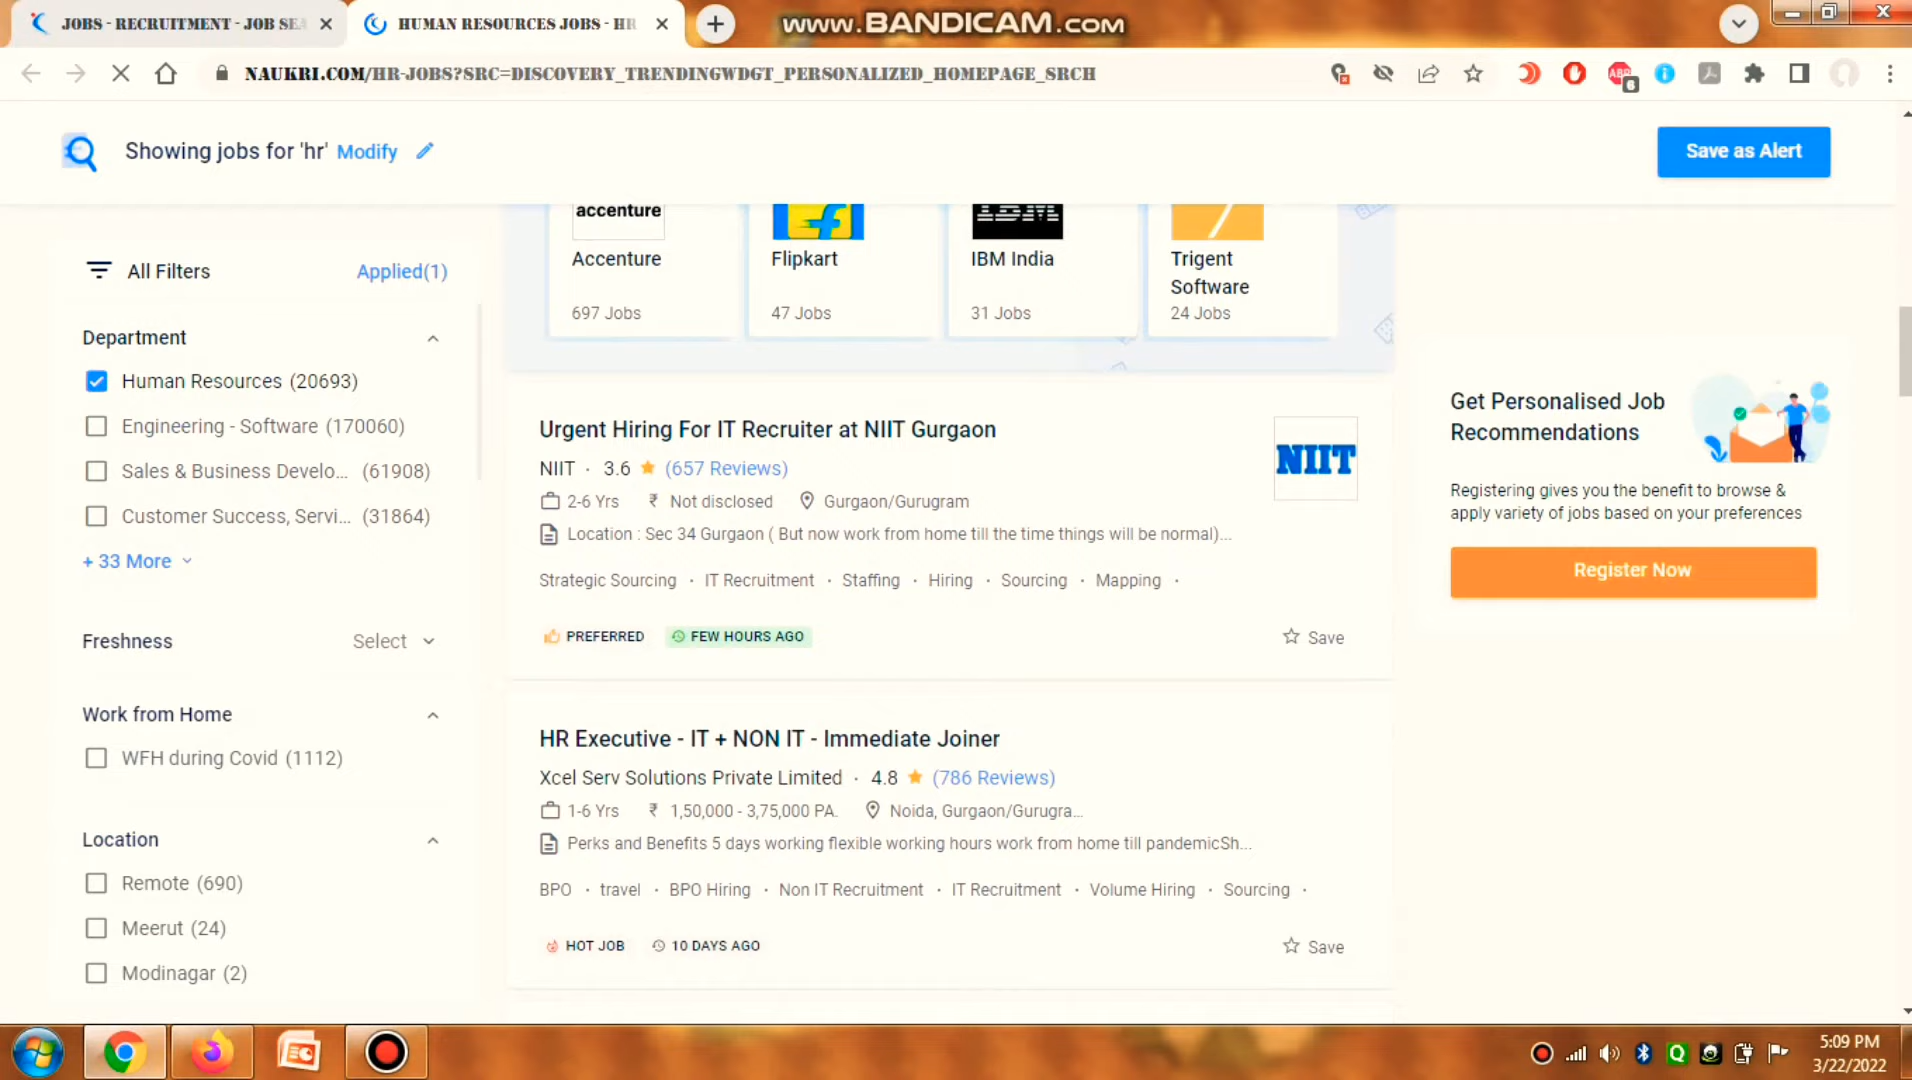 JOBS - RECRUITMENT - JOB SEA
HUMAN RESOURCES JOBS - HR
www.BANDICAM.com
NAUKRI.COM/HR-JOBS?SRC=DISCOVERY_TRENDINGWDGT_PERSONALIZED_HOMEPAGE_SRCH
ABP
6
Showing jobs for 'hr' Modify
Save as Alert
accenture
IBM
Accenture
Flipkart
IBM India
Trigent
Software
697 Jobs
47 Jobs
31 Jobs
24 Jobs
All Filters
Applied(1)
Department
Human Resources (20693)
Engineering - Software (170060)
Sales & Business Develo... (61908)
Customer Success, Servi... (31864)
+ 33 More
Freshness
Select
Work from Home
WFH during Covid (1112)
Location
Remote (690)
Meerut (24)
Modinagar (2)
Urgent Hiring For IT Recruiter at NIIT Gurgaon
NIIT · 3.6 (657 Reviews)
NIIT
2-6 Yrs ₹ Not disclosed Gurgaon/Gurugram
Location : Sec 34 Gurgaon ( But now work from home till the time things will be normal)...
Strategic Sourcing · IT Recruitment · Staffing · Hiring · Sourcing · Mapping ·
PREFERRED FEW HOURS AGO
Save
HR Executive - IT + NON IT - Immediate Joiner
Xcel Serv Solutions Private Limited · 4.8 (786 Reviews)
1-6 Yrs ₹ 1,50,000 - 3,75,000 PA. Noida, Gurgaon/Gurugra...
Perks and Benefits 5 days working flexible working hours work from home till pandemicSh...
BPO · travel · BPO Hiring · Non IT Recruitment · IT Recruitment · Volume Hiring · Sourcing ·
HOT JOB 10 DAYS AGO
Save
Get Personalised Job
Recommendations
Registering gives you the benefit to browse &
apply variety of jobs based on your preferences
Register Now
5:09 PM
3/22/2022